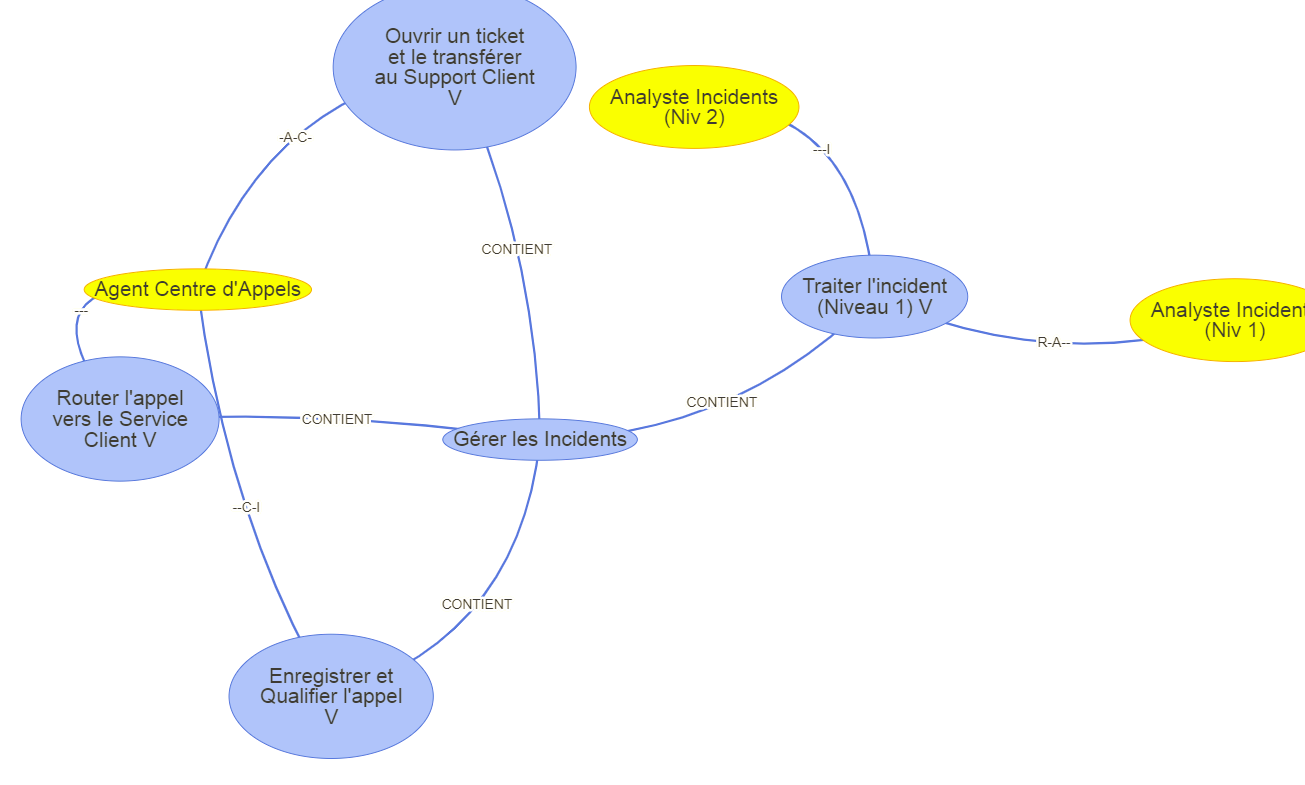 Ouvrir un ticket
et le transférer
au Support Client
V
Analyste Incidents
(Niv 2)
-A-C-
---I
CONTIENT
Agent Centre d'Appels
---
Traiter l'incident
(Niveau 1) V
Analyste Incident
(Niv 1)
R-A--
Router l'appel
vers le Service
Client V
CONTIENT
Gérer les Incidents
CONTIENT
--C-I
CONTIENT
Enregistrer et
Qualifier l'appel
V